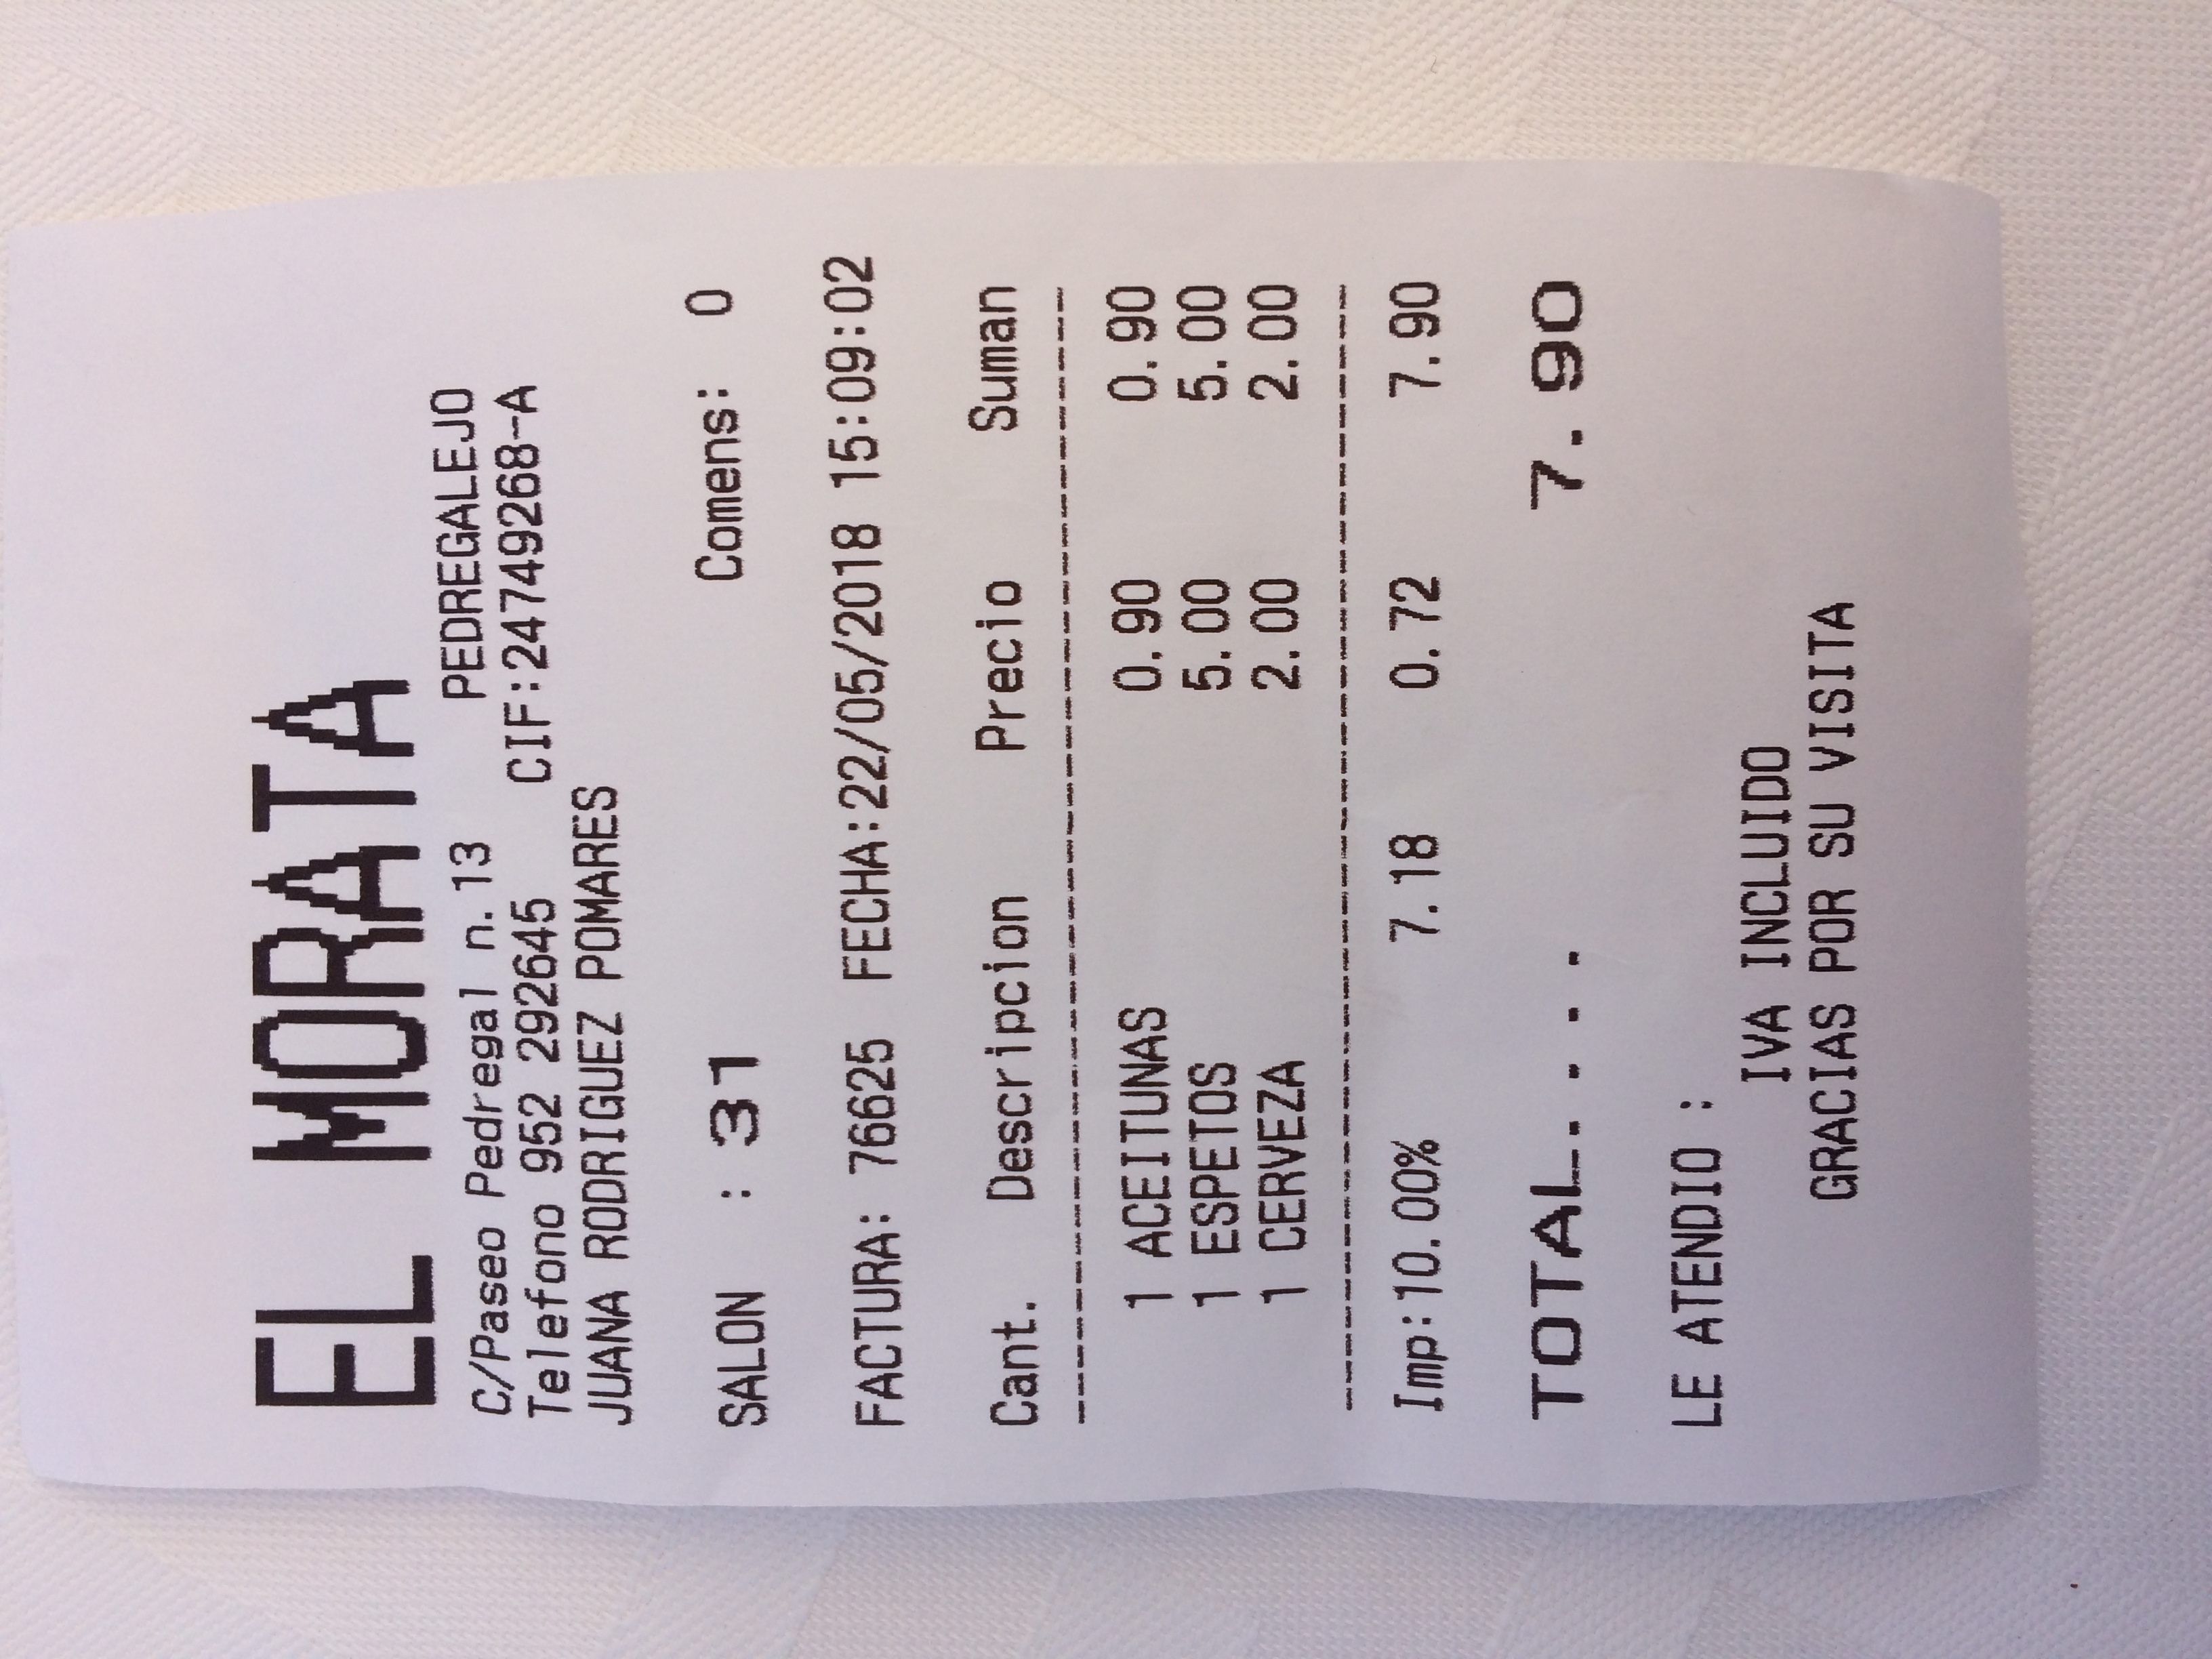 EL MORATA
C/Paseo Pedregal n.13 PEDREGALEJO
Telefono 952 292645 CIF:24749268-A
JUANA RODRIGUEZ POMARES
SALON : 31 Comens: 0
FACTURA: 76625 FECHA:22/05/2018 15:09:02
Cant. Descripcion Precio Suman
1 ACEITUNAS 0.90 0.90
1 ESPETOS 5.00 5.00
1 CERVEZA 2.00 2.00
Imp:10.00% 7.18 0.72 7.90
TOTAL.... 7.90
LE ATENDIO :
IVA INCLUIDO
GRACIAS POR SU VISITA